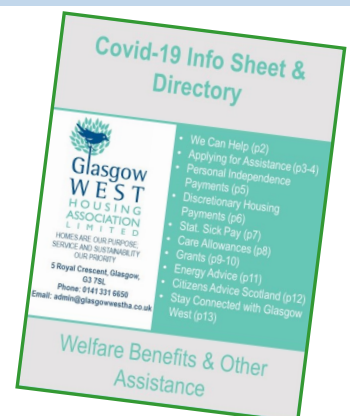 Covid-19 Info Sheet &
Directory
Glasgow
WEST
HOUSING
ASSOCIATION
LIMITED
HOMES ARE OUR PURPOSE,
SERVICE AND SUSTAINABILITY
OUR PRIORITY
5 Royal Crescent, Glasgow,
G3 7SL
Phone: 0141 331 6650
Email: admin@glasgowwestha.co.uk
• We Can Help (p2)
• Applying for Assistance (p3-4)
• Personal Independence
Payments (p5)
• Discretionary Housing
Payments (p6)
• Stat. Sick Pay (p7)
• Care Allowances (p8)
• Grants (p9-10)
• Energy Advice (p11)
• Citizens Advice Scotland (p12)
• Stay Connected with Glasgow
West (p13)
Welfare Benefits & Other
Assistance